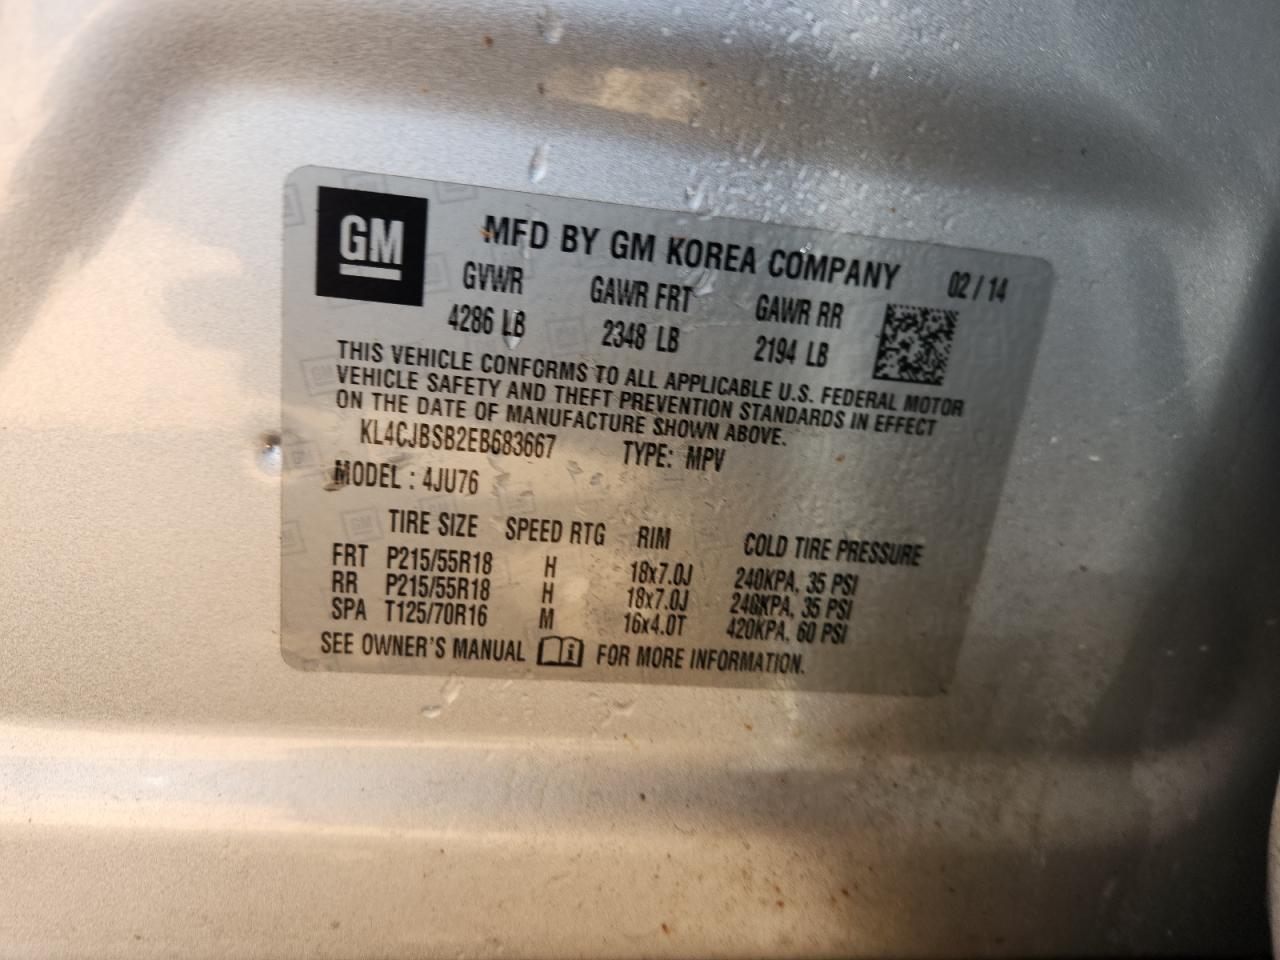 GM
MFD BY GM KOREA COMPANY 02 / 14
GVWR GAWR FRT GAWR RR
4286 LB 2348 LB 2194 LB
THIS VEHICLE CONFORMS TO ALL APPLICABLE U.S. FEDERAL MOTOR
VEHICLE SAFETY AND THEFT PREVENTION STANDARDS IN EFFECT
ON THE DATE OF MANUFACTURE SHOWN ABOVE.
KL4CJBSB2EB683667 TYPE: MPV
MODEL : 4JU76
TIRE SIZE SPEED RTG RIM COLD TIRE PRESSURE
FRT P215/55R18 H 18x7.0J 240KPA, 35 PSI
RR P215/55R18 H 18x7.0J 240KPA, 35 PSI
SPA T125/70R16 M 16x4.0T 420KPA, 60 PSI
SEE OWNER'S MANUAL FOR MORE INFORMATION.